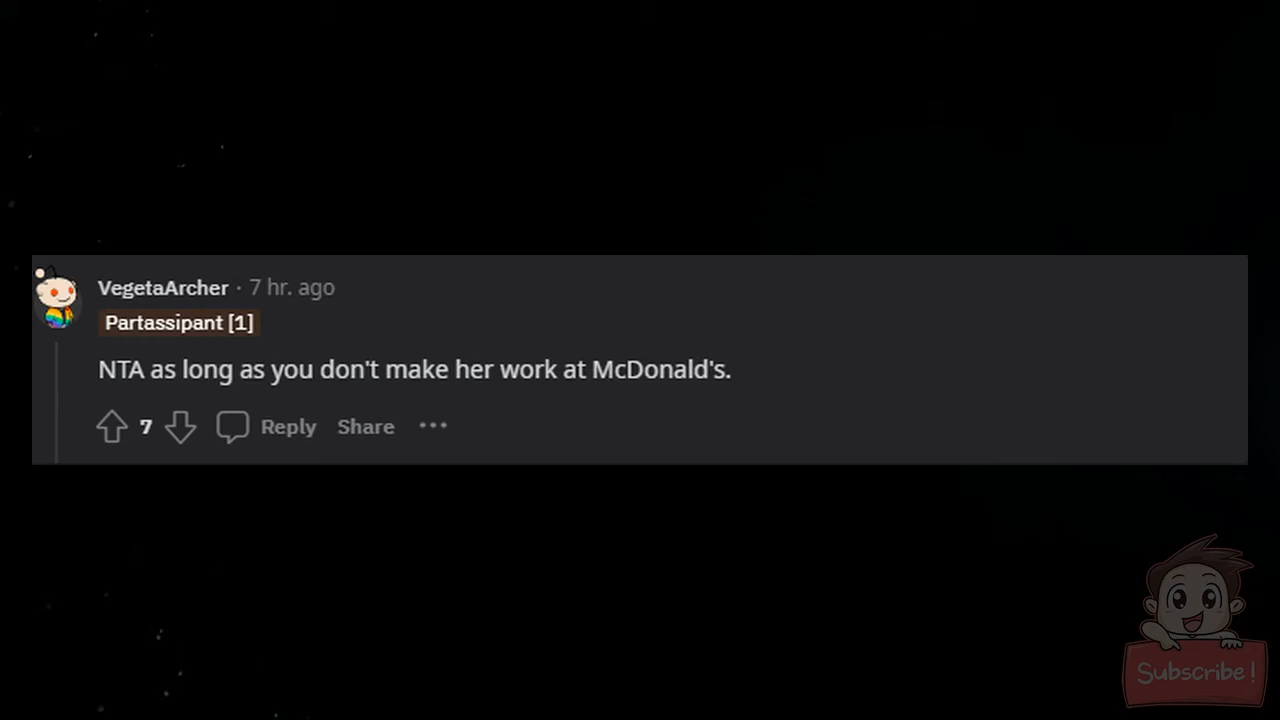 VegetaArcher · 7 hr. ago
Partassipant [1]
NTA as long as you don't make her work at McDonald's.
7 Reply Share ···
Subscribe!